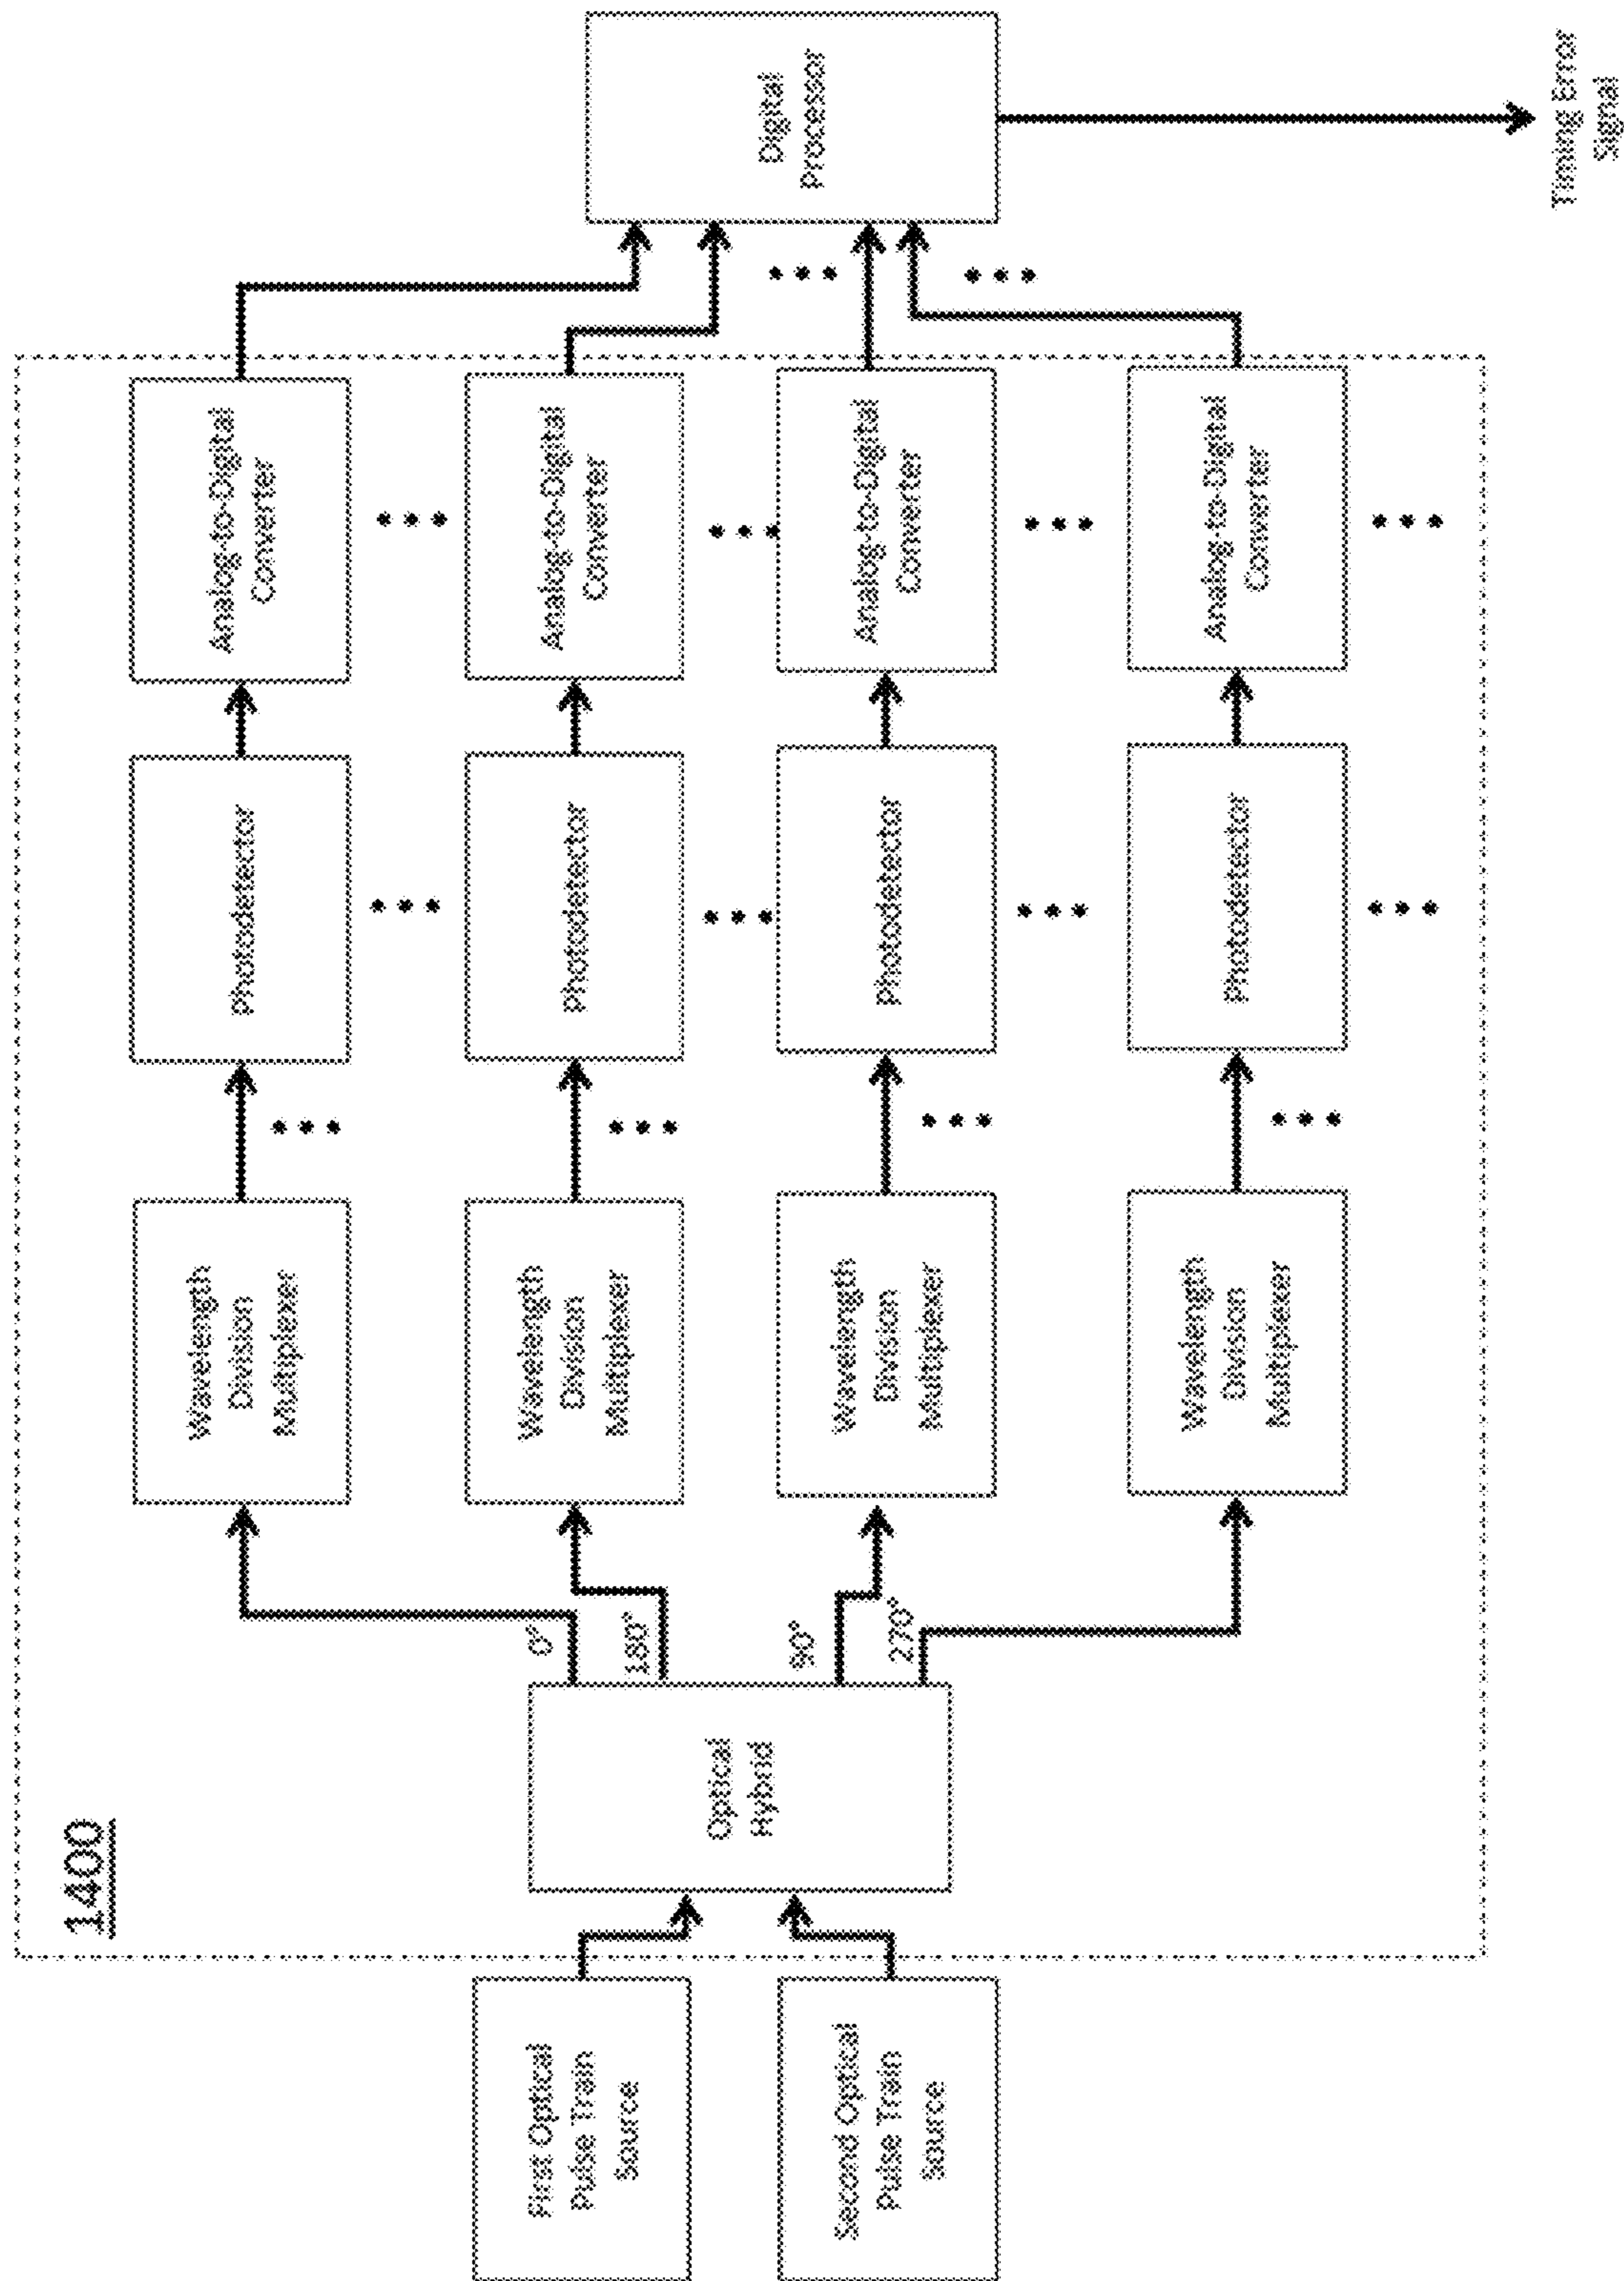 1400
First Optical
Pulse Train
Source
Second Optical
Pulse Train
Source
Optical
Hybrid
0°
180°
90°
270°
Wavelength
Division
Multiplexer
Photodetector
Analog-to-Digital
Converter
Wavelength
Division
Multiplexer
Photodetector
Analog-to-Digital
Converter
Wavelength
Division
Multiplexer
Photodetector
Analog-to-Digital
Converter
Wavelength
Division
Multiplexer
Photodetector
Analog-to-Digital
Converter
Digital
Processor
Timing Error
Signal